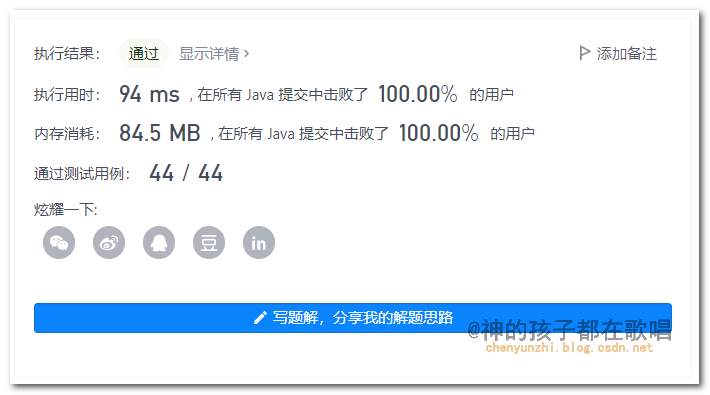 执行结果： 通过 显示详情 › 添加备注
执行用时： 94 ms ，在所有 Java 提交中击败了 100.00% 的用户
内存消耗： 84.5 MB ，在所有 Java 提交中击败了 100.00% 的用户
通过测试用例： 44 / 44
炫耀一下:
豆 in
写题解，分享我的解题思路
@神的孩子都在歌唱
chenyunzhi.blog.csdn.net